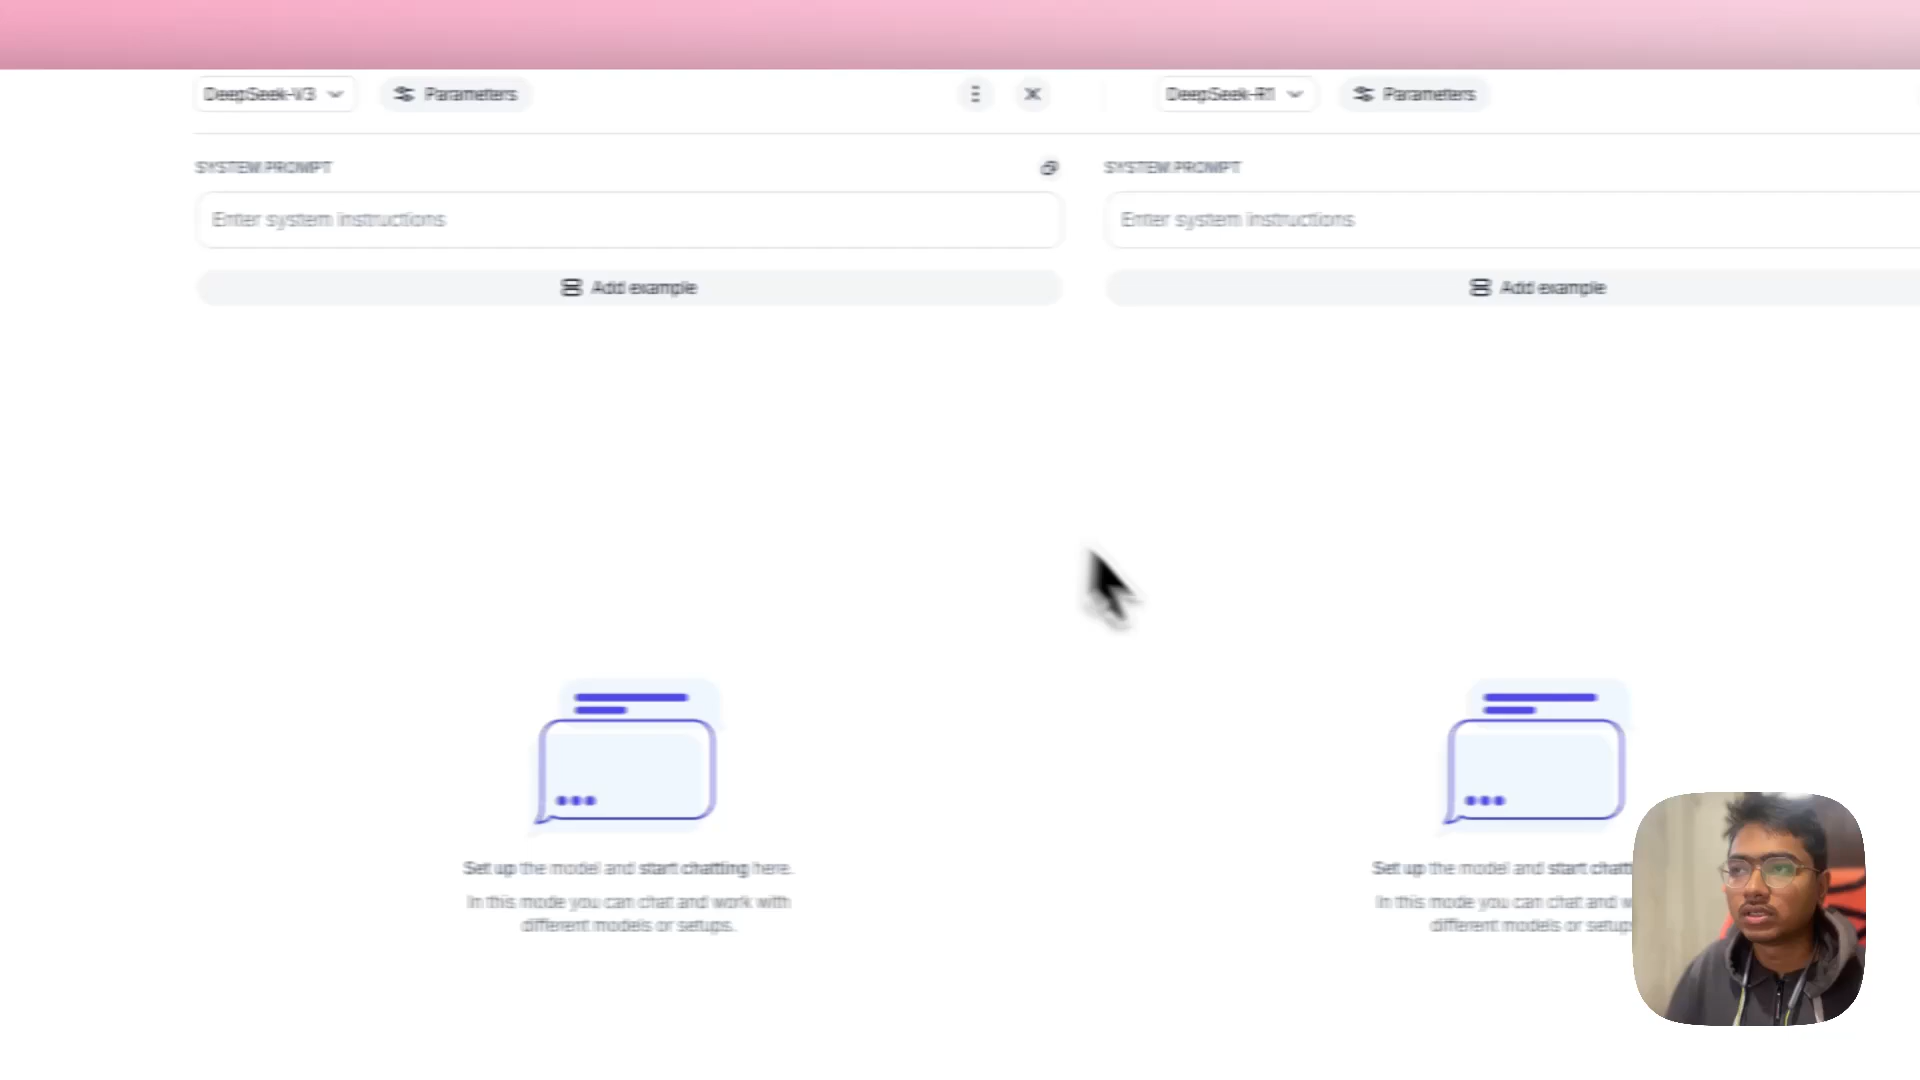 DeepSeek-V3
Parameters
SYSTEM PROMPT
Enter system instructions
Add example
Set up the model and start chatting here.
In this mode you can chat and work with
different models or setups.
DeepSeek-R1
Parameters
SYSTEM PROMPT
Enter system instructions
Add example
Set up the model and start chatt
In this mode you can chat and w
different models or setup